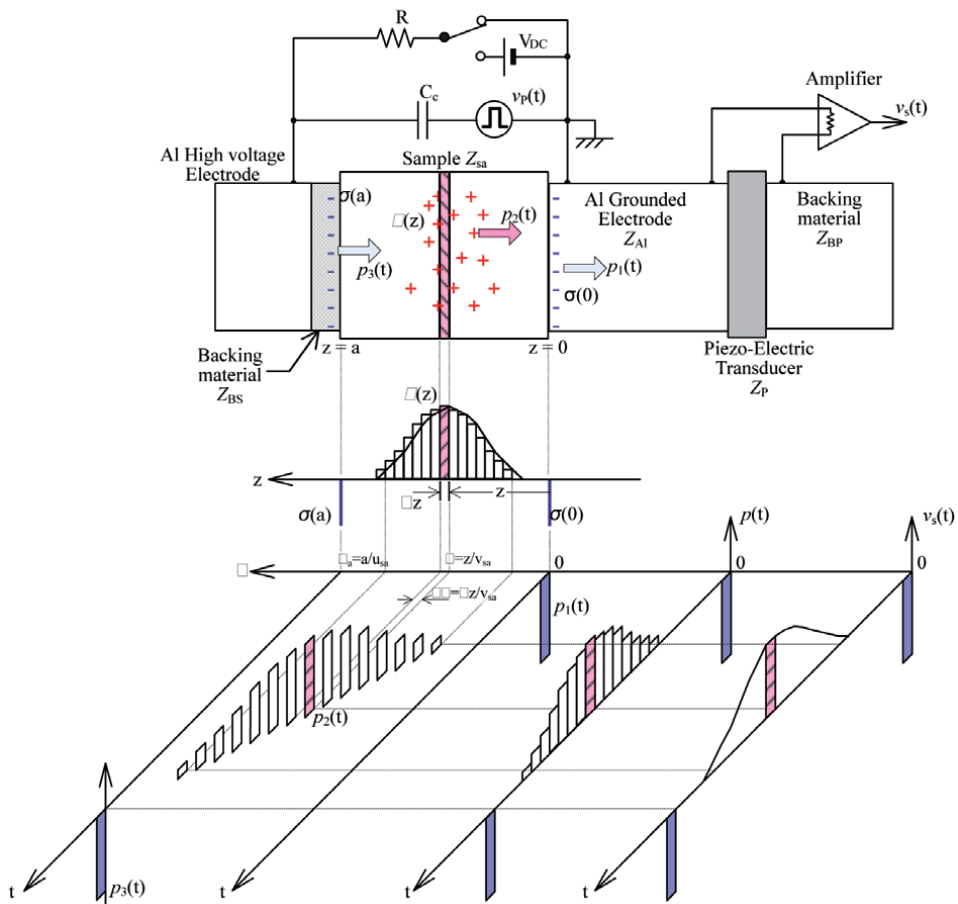 R
V_DC
C_c
v_P(t)
Amplifier
v_s(t)
Al High voltage
Electrode
Sample Z_sa
σ(a)
□(z)
p_2(t)
p_3(t)
Al Grounded
Electrode
Z_Al
p_1(t)
σ(0)
Backing
material
Z_BP
z = a
z = 0
Backing
material
Z_BS
Piezo-Electric
Transducer
Z_P
□(z)
z
□z
z
σ(a)
σ(0)
p(t)
v_s(t)
□_a=a/u_sa
□=z/v_sa
0
0
0
□
□□=□z/v_sa
p_1(t)
p_2(t)
t
p_3(t)
t
t
t